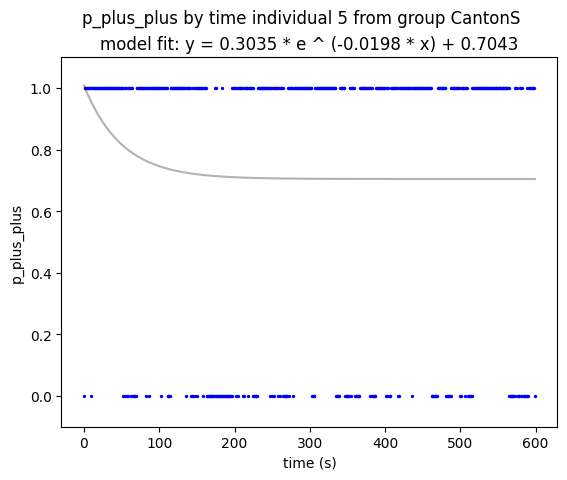 p_plus_plus by time individual 5 from group CantonS
model fit: y = 0.3035 * e ^ (-0.0198 * x) + 0.7043
1.0
0.8
0.6
0.4
0.2
0.0
p_plus_plus
0 100 200 300 400 500 600
time (s)